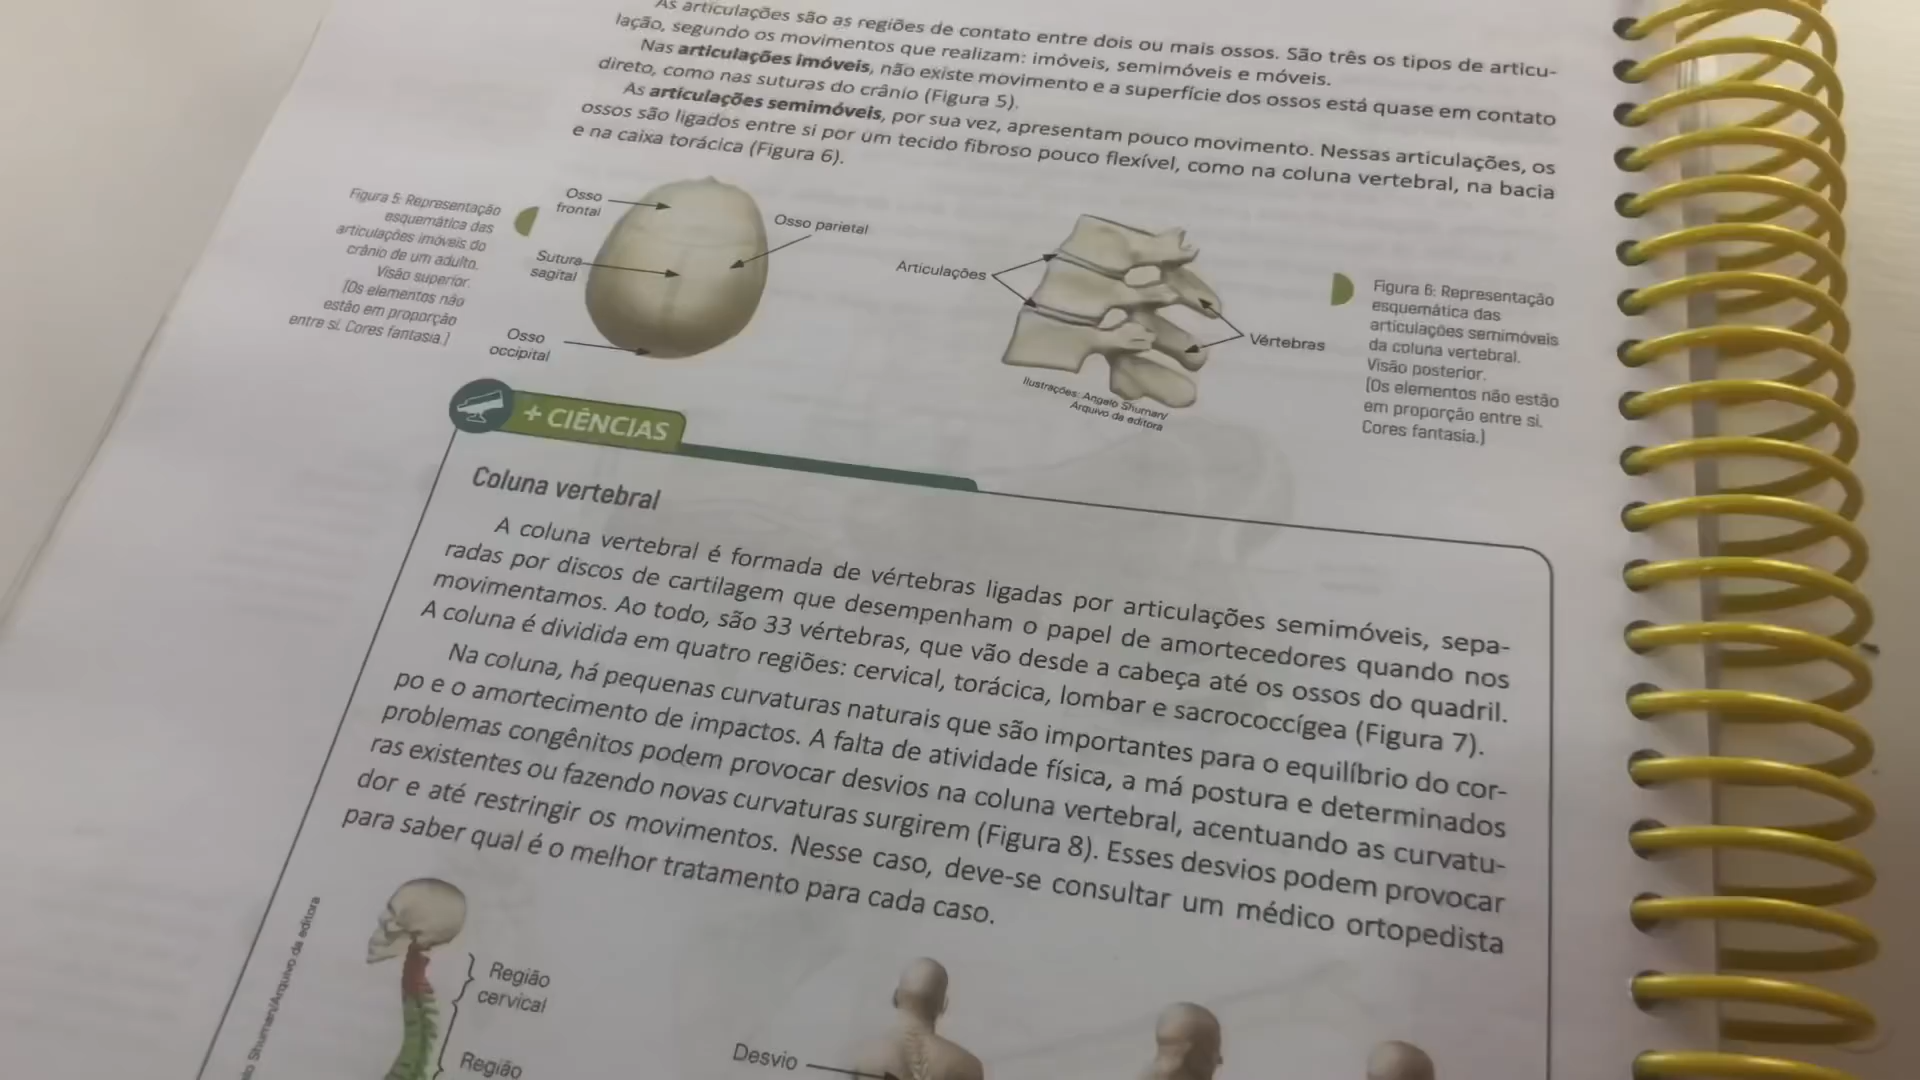 As articulações são as regiões de contato entre dois ou mais ossos. São três os tipos de articu-
lação, segundo os movimentos que realizam: imóveis, semimóveis e móveis.
Nas articulações imóveis, não existe movimento e a superfície dos ossos está quase em contato
direto, como nas suturas do crânio (Figura 5).
As articulações semimóveis, por sua vez, apresentam pouco movimento. Nessas articulações, os
ossos são ligados entre si por um tecido fibroso pouco flexível, como na coluna vertebral, na bacia
e na caixa torácica (Figura 6).
Figura 5: Representação
esquemática das
articulações imóveis do
crânio de um adulto.
Visão superior.
(Os elementos não
estão em proporção
entre si. Cores fantasia.)
Osso
frontal
Sutura
sagital
Osso
occipital
Osso parietal
Articulações
Vértebras
Ilustrações: Angelo Shuman/
Arquivo da editora
Figura 6: Representação
esquemática das
articulações semimóveis
da coluna vertebral.
Visão posterior.
(Os elementos não estão
em proporção entre si.
Cores fantasia.)
+ CIÊNCIAS
Coluna vertebral
A coluna vertebral é formada de vértebras ligadas por articulações semimóveis, sepa-
radas por discos de cartilagem que desempenham o papel de amortecedores quando nos
movimentamos. Ao todo, são 33 vértebras, que vão desde a cabeça até os ossos do quadril.
A coluna é dividida em quatro regiões: cervical, torácica, lombar e sacrococcígea (Figura 7).
Na coluna, há pequenas curvaturas naturais que são importantes para o equilíbrio do cor-
po e o amortecimento de impactos. A falta de atividade física, a má postura e determinados
problemas congênitos podem provocar desvios na coluna vertebral, acentuando as curvatu-
ras existentes ou fazendo novas curvaturas surgirem (Figura 8). Esses desvios podem provocar
dor e até restringir os movimentos. Nesse caso, deve-se consultar um médico ortopedista
para saber qual é o melhor tratamento para cada caso.
Shuman/Arquivo da editora
Região
cervical
Região
Desvio